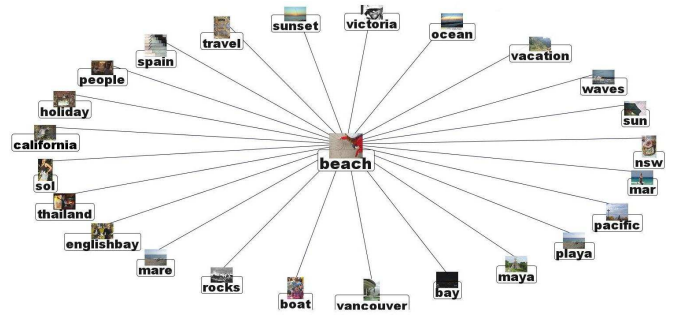 sunset
victoria
ocean
travel
vacation
spain
people
waves
holiday
sun
california
beach
nsw
sol
mar
thailand
pacific
englishbay
playa
mare
maya
rocks
bay
boat
vancouver